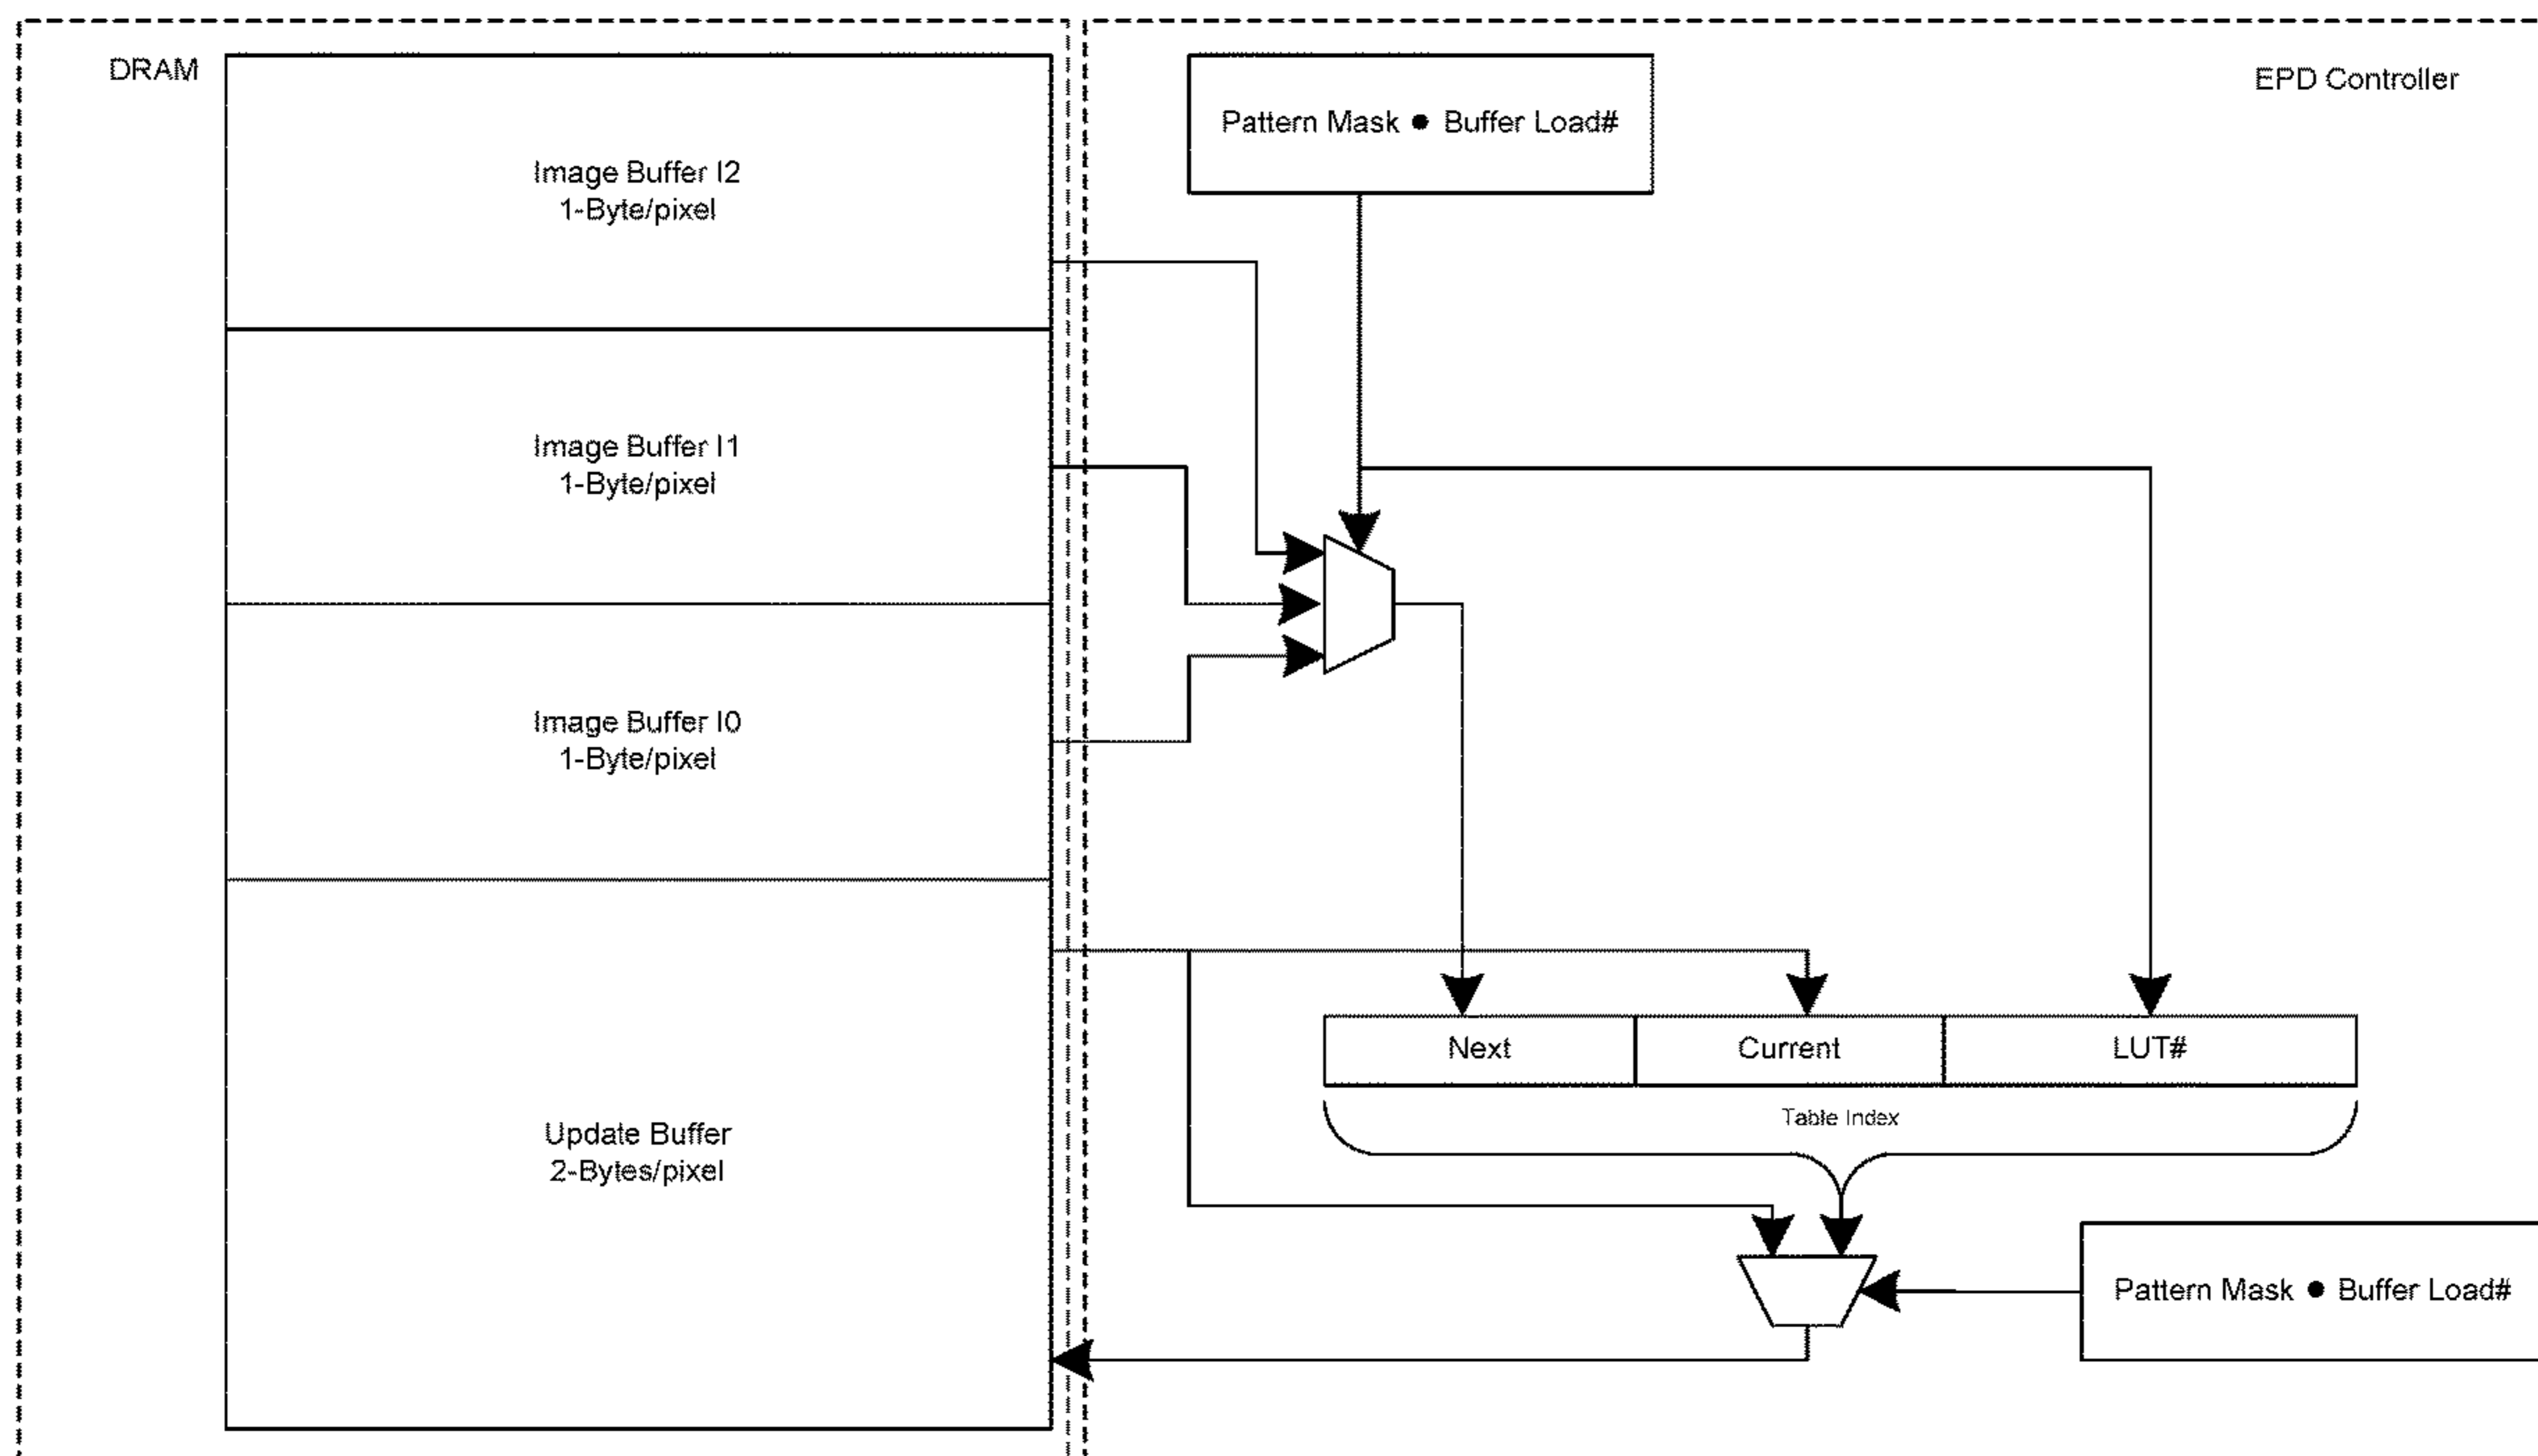 DRAM
EPD Controller
Pattern Mask ● Buffer Load#
Image Buffer I2
1-Byte/pixel
Image Buffer I1
1-Byte/pixel
Image Buffer I0
1-Byte/pixel
Next
Current
LUT#
Table Index
Update Buffer
2-Bytes/pixel
Pattern Mask ● Buffer Load#